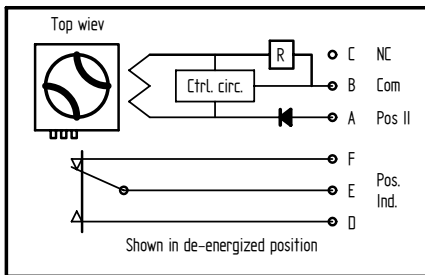 Top wiev
R
C NC
Ctrl. circ.
B Com
A Pos II
F
E Pos. Ind.
D
Shown in de-energized position